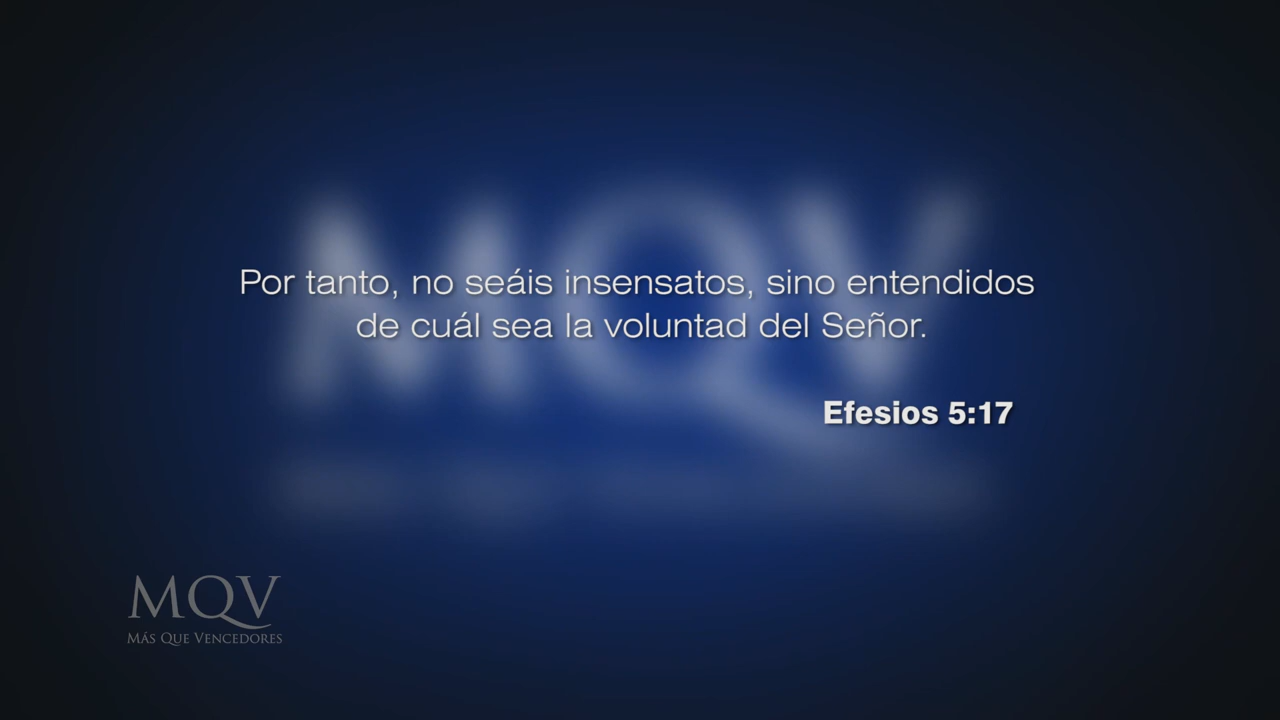 Por tanto, no seáis insensatos, sino entendidos
de cuál sea la voluntad del Señor.
Efesios 5:17
MQV
MQV
MÁS QUE VENCEDORES